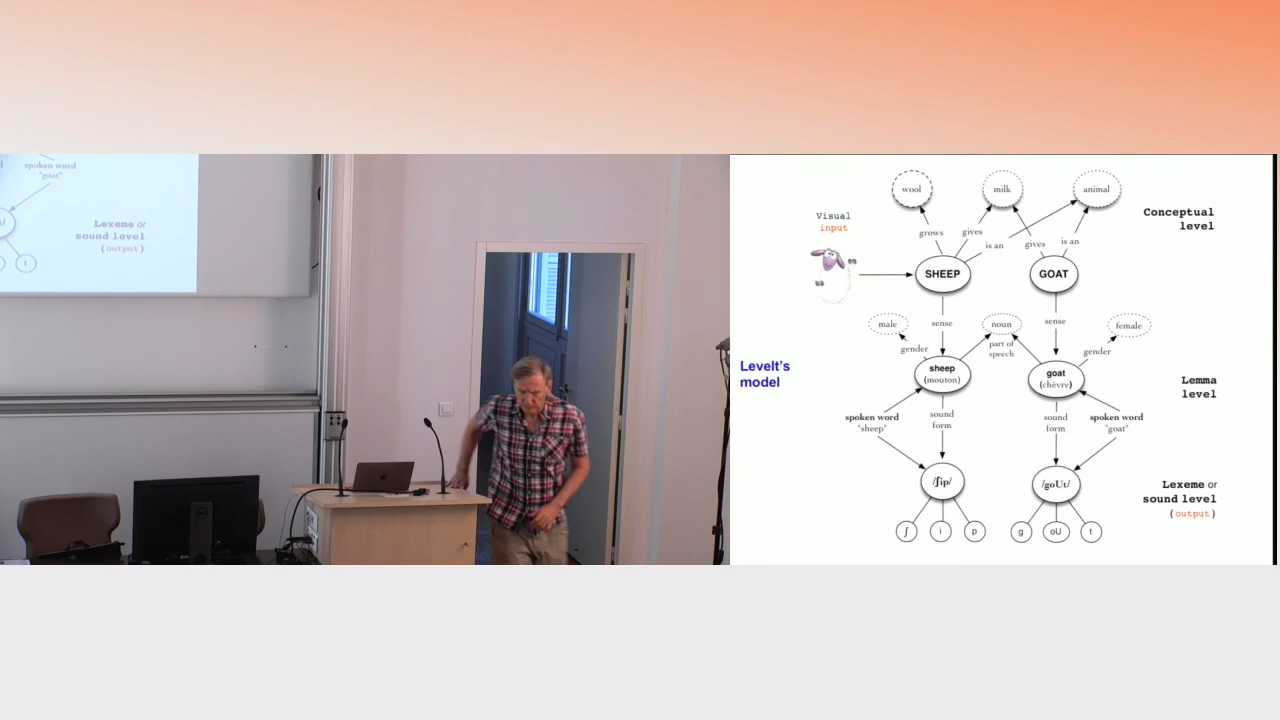 spoken word
"goat"
Lexeme or
sound level
(output)
t
wool
milk
animal
Visual
input
Conceptual
level
grows
gives
is an
gives
is an
SHEEP
GOAT
sense
sense
male
noun
female
gender
part of
speech
gender
Levelt's
model
sheep
(mouton)
goat
(chèvre)
Lemma
level
spoken word
"sheep"
sound
form
sound
form
spoken word
"goat"
/ʃip/
/goUt/
Lexeme or
sound level
(output)
ʃ
i
p
g
oU
t